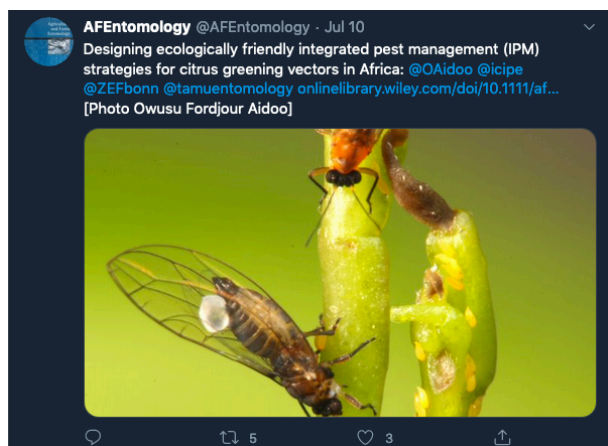 AFEntomology @AFEntomology · Jul 10
Designing ecologically friendly integrated pest management (IPM)
strategies for citrus greening vectors in Africa: @OAidoo @icipe
@ZEFbonn @tamuentomology onlinelibrary.wiley.com/doi/10.1111/af...
[Photo Owusu Fordjour Aidoo]
5 3